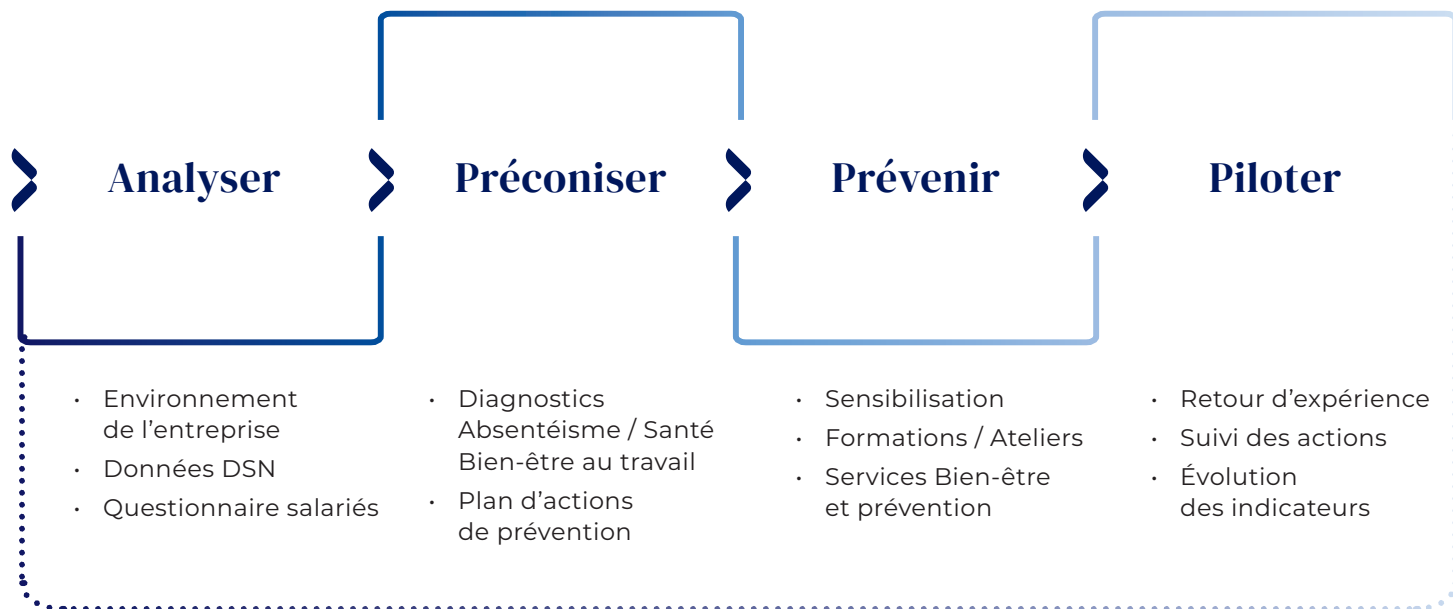 Analyser
Préconiser
Prévenir
Piloter
• Environnement
de l’entreprise
• Données DSN
• Questionnaire salariés
• Diagnostics
Absentéisme / Santé
Bien-être au travail
• Plan d’actions
de prévention
• Sensibilisation
• Formations / Ateliers
• Services Bien-être
et prévention
• Retour d’expérience
• Suivi des actions
• Évolution
des indicateurs